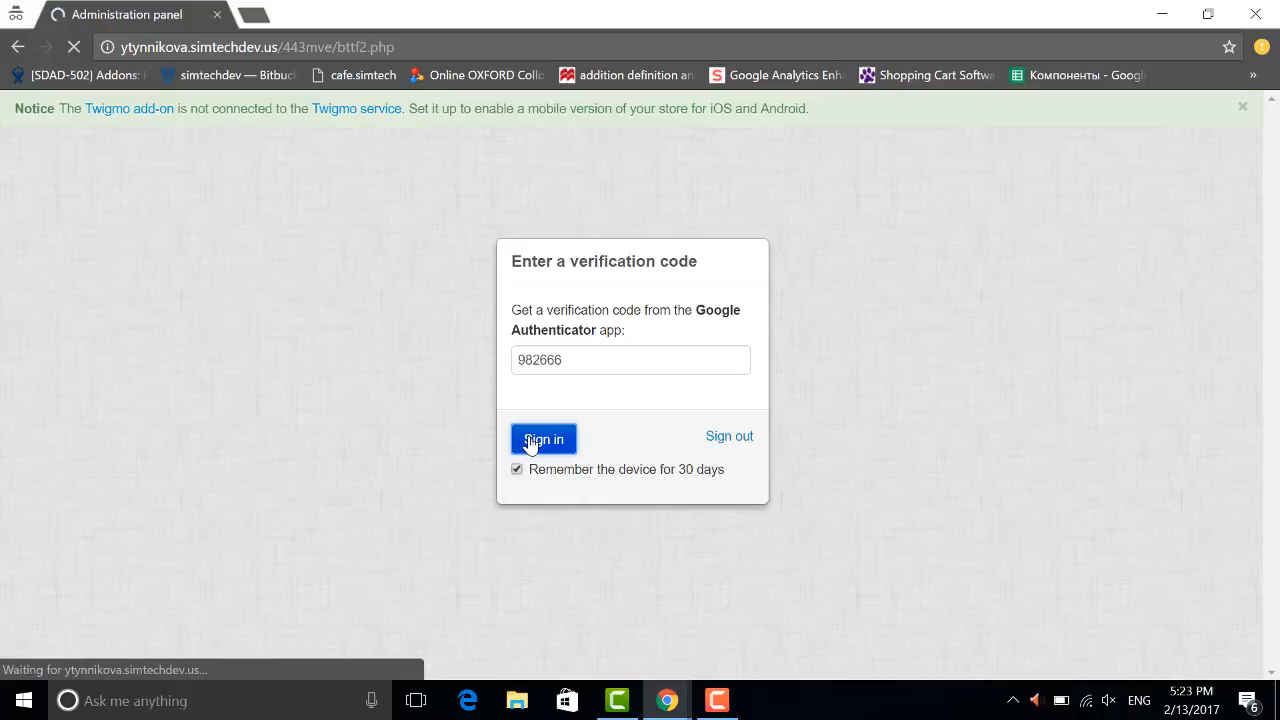 Administration panel
ytynnikova.simtechdev.us/443mve/bttf2.php
[SDAD-502] Addons: simtechdev — Bitbuc cafe.simtech Online OXFORD Collo addition definition an Google Analytics Enh Shopping Cart Softwa Компоненты - Googl »
Notice The Twigmo add-on is not connected to the Twigmo service. Set it up to enable a mobile version of your store for iOS and Android. ×
Enter a verification code
Get a verification code from the Google
Authenticator app:
982666
Sign in Sign out
Remember the device for 30 days
Waiting for ytynnikova.simtechdev.us...
Ask me anything
ENG
5:23 PM
2/13/2017
6